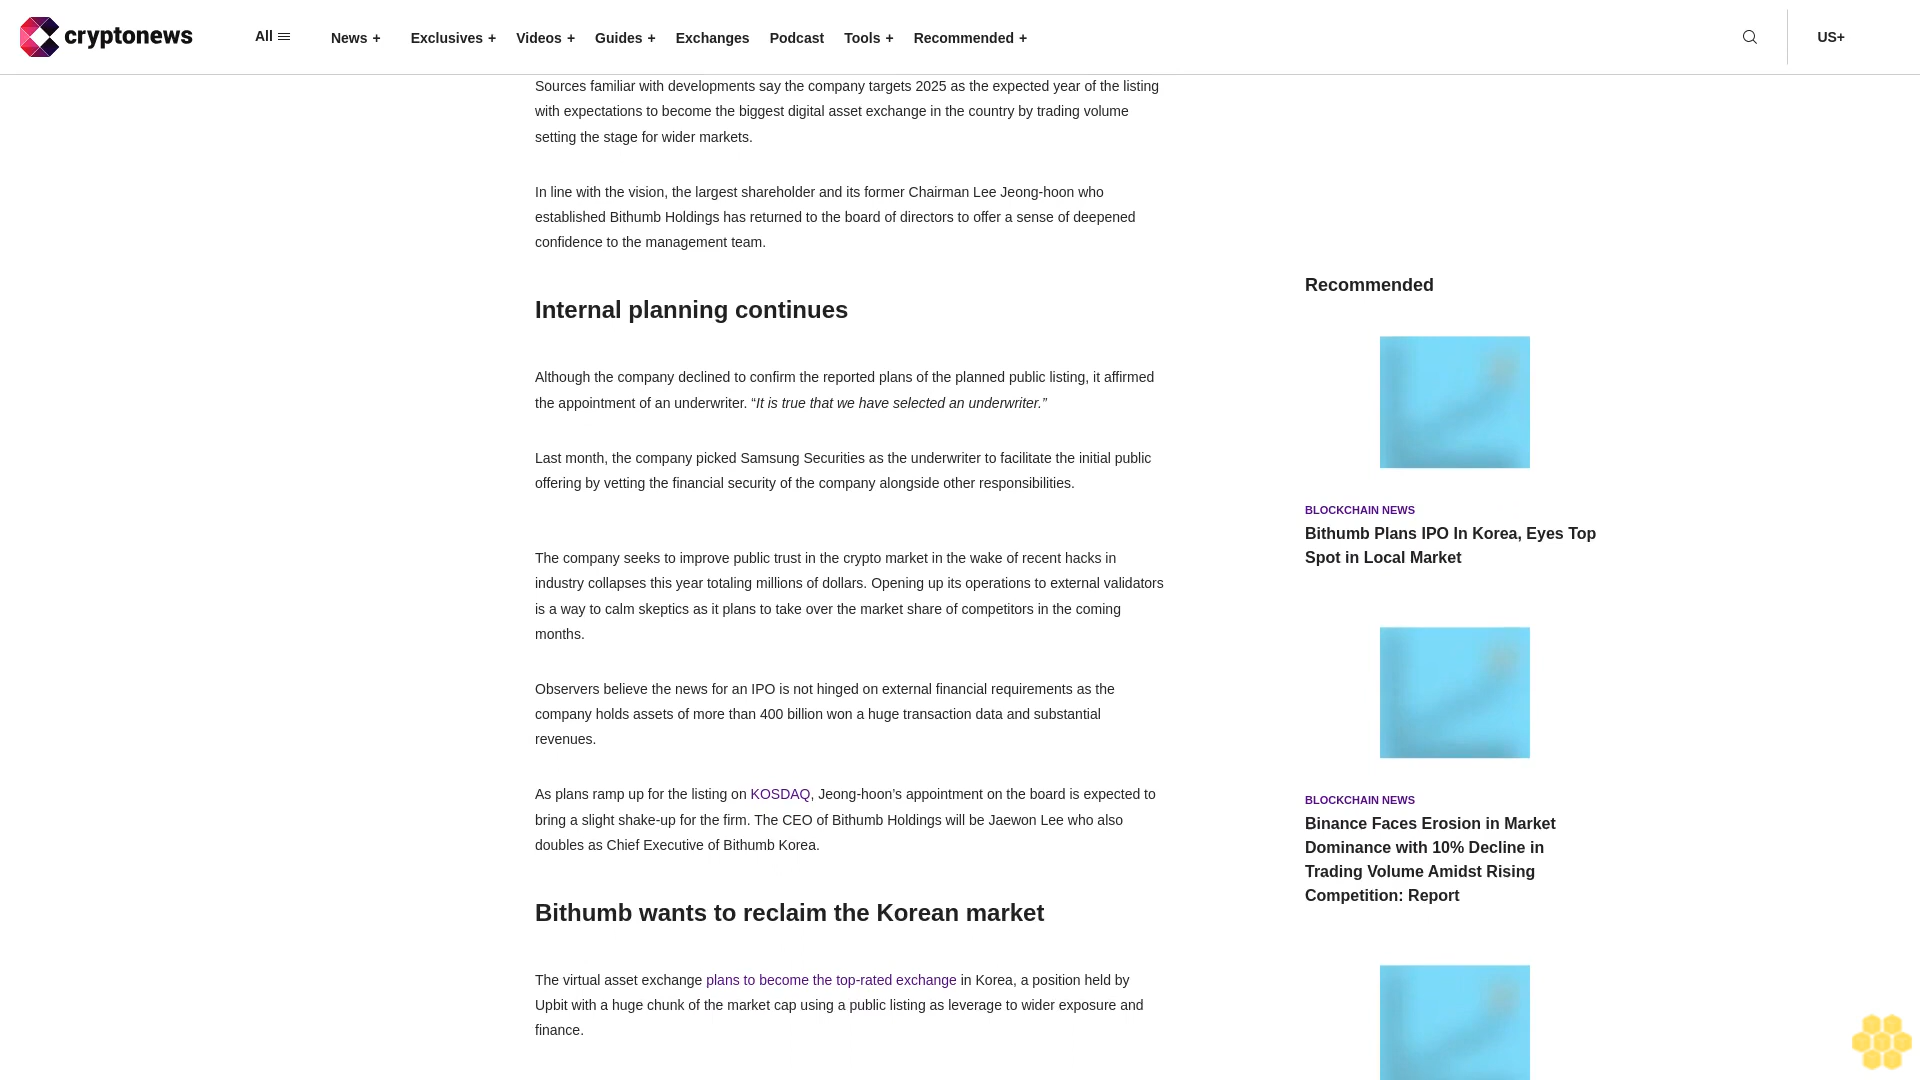 cryptonews
All
News +
Exclusives +
Videos +
Guides +
Exchanges
Podcast
Tools +
Recommended +
US+
Sources familiar with developments say the company targets 2025 as the expected year of the listing
with expectations to become the biggest digital asset exchange in the country by trading volume
setting the stage for wider markets.
In line with the vision, the largest shareholder and its former Chairman Lee Jeong-hoon who
established Bithumb Holdings has returned to the board of directors to offer a sense of deepened
confidence to the management team.
Internal planning continues
Although the company declined to confirm the reported plans of the planned public listing, it affirmed
the appointment of an underwriter. “It is true that we have selected an underwriter.”
Last month, the company picked Samsung Securities as the underwriter to facilitate the initial public
offering by vetting the financial security of the company alongside other responsibilities.
The company seeks to improve public trust in the crypto market in the wake of recent hacks in
industry collapses this year totaling millions of dollars. Opening up its operations to external validators
is a way to calm skeptics as it plans to take over the market share of competitors in the coming
months.
Observers believe the news for an IPO is not hinged on external financial requirements as the
company holds assets of more than 400 billion won a huge transaction data and substantial
revenues.
As plans ramp up for the listing on KOSDAQ, Jeong-hoon’s appointment on the board is expected to
bring a slight shake-up for the firm. The CEO of Bithumb Holdings will be Jaewon Lee who also
doubles as Chief Executive of Bithumb Korea.
Bithumb wants to reclaim the Korean market
The virtual asset exchange plans to become the top-rated exchange in Korea, a position held by
Upbit with a huge chunk of the market cap using a public listing as leverage to wider exposure and
finance.
Recommended
BLOCKCHAIN NEWS
Bithumb Plans IPO In Korea, Eyes Top
Spot in Local Market
BLOCKCHAIN NEWS
Binance Faces Erosion in Market
Dominance with 10% Decline in
Trading Volume Amidst Rising
Competition: Report